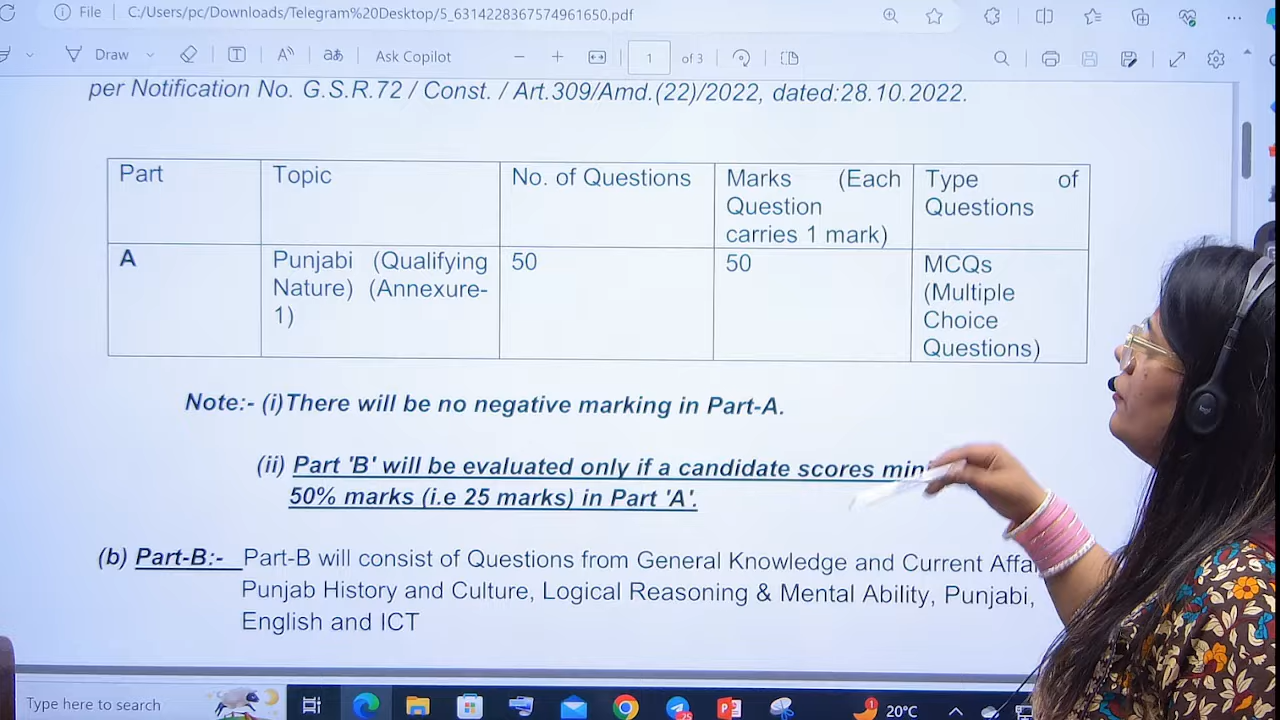 File C:/Users/pc/Downloads/Telegram%20Desktop/5_6314228367574961650.pdf
Draw T A aあ Ask Copilot 1 of 3
per Notification No. G.S.R.72 / Const. / Art.309/Amd.(22)/2022, dated:28.10.2022.
Part Topic No. of Questions Marks (Each Type of
Question Questions
carries 1 mark)
A Punjabi (Qualifying 50 50 MCQs
Nature) (Annexure- (Multiple
1) Choice
Questions)
Note:- (i)There will be no negative marking in Part-A.
(ii) Part 'B' will be evaluated only if a candidate scores min
50% marks (i.e 25 marks) in Part 'A'.
(b) Part-B:- Part-B will consist of Questions from General Knowledge and Current Affa
Punjab History and Culture, Logical Reasoning & Mental Ability, Punjabi,
English and ICT
Type here to search 25 1 20°C